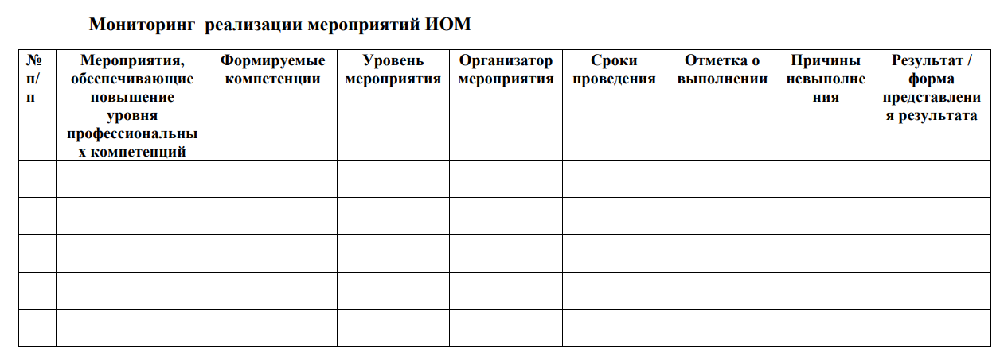 Мониторинг  реализации мероприятий ИОМ
№
п/
п
Мероприятия,
обеспечивающие
повышение
уровня
профессиональны
х компетенций
Формируемые
компетенции
Уровень
мероприятия
Организатор
мероприятия
Сроки
проведения
Отметка о
выполнении
Причины
невыполне
ния
Результат /
форма
представлени
я результата